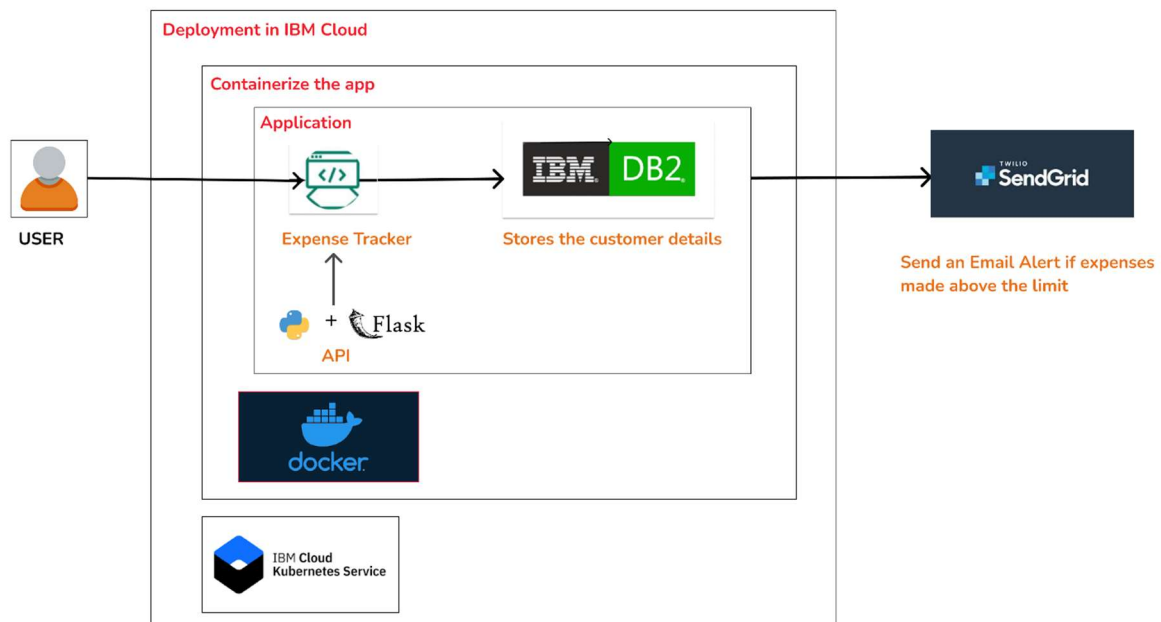 Deployment in IBM Cloud
Containerize the app
Application
IBM. DB2.
TWILIO
SendGrid
USER
Expense Tracker
Stores the customer details
Send an Email Alert if expenses
made above the limit
+ Flask
API
docker
IBM Cloud
Kubernetes Service